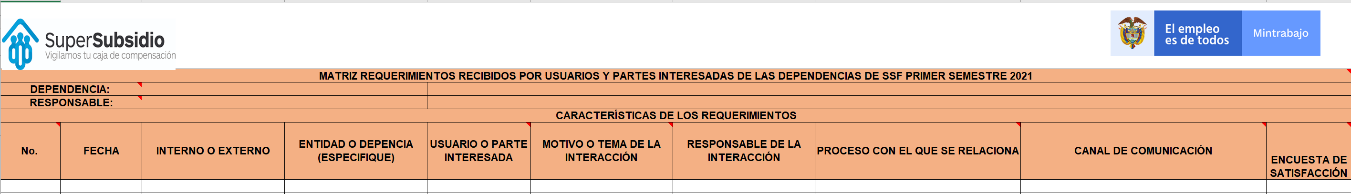 SuperSubsidio
Vigilamos tu caja de compensación
El empleo
es de todos
Mintrabajo
MATRIZ REQUERIMIENTOS RECIBIDOS POR USUARIOS Y PARTES INTERESADAS DE LAS DEPENDENCIAS DE SSF PRIMER SEMESTRE 2021
DEPENDENCIA:
RESPONSABLE:
CARACTERÌSTICAS DE LOS REQUERIMIENTOS
No.
FECHA
INTERNO O EXTERNO
ENTIDAD O DEPENCIA
(ESPECIFIQUE)
USUARIO O PARTE
INTERESADA
MOTIVO O TEMA DE LA
INTERACCIÓN
RESPONSABLE DE LA
INTERACCIÓN
PROCESO CON EL QUE SE RELACIONA
CANAL DE COMUNICACIÓN
ENCUESTA DE
SATISFACCIÓN